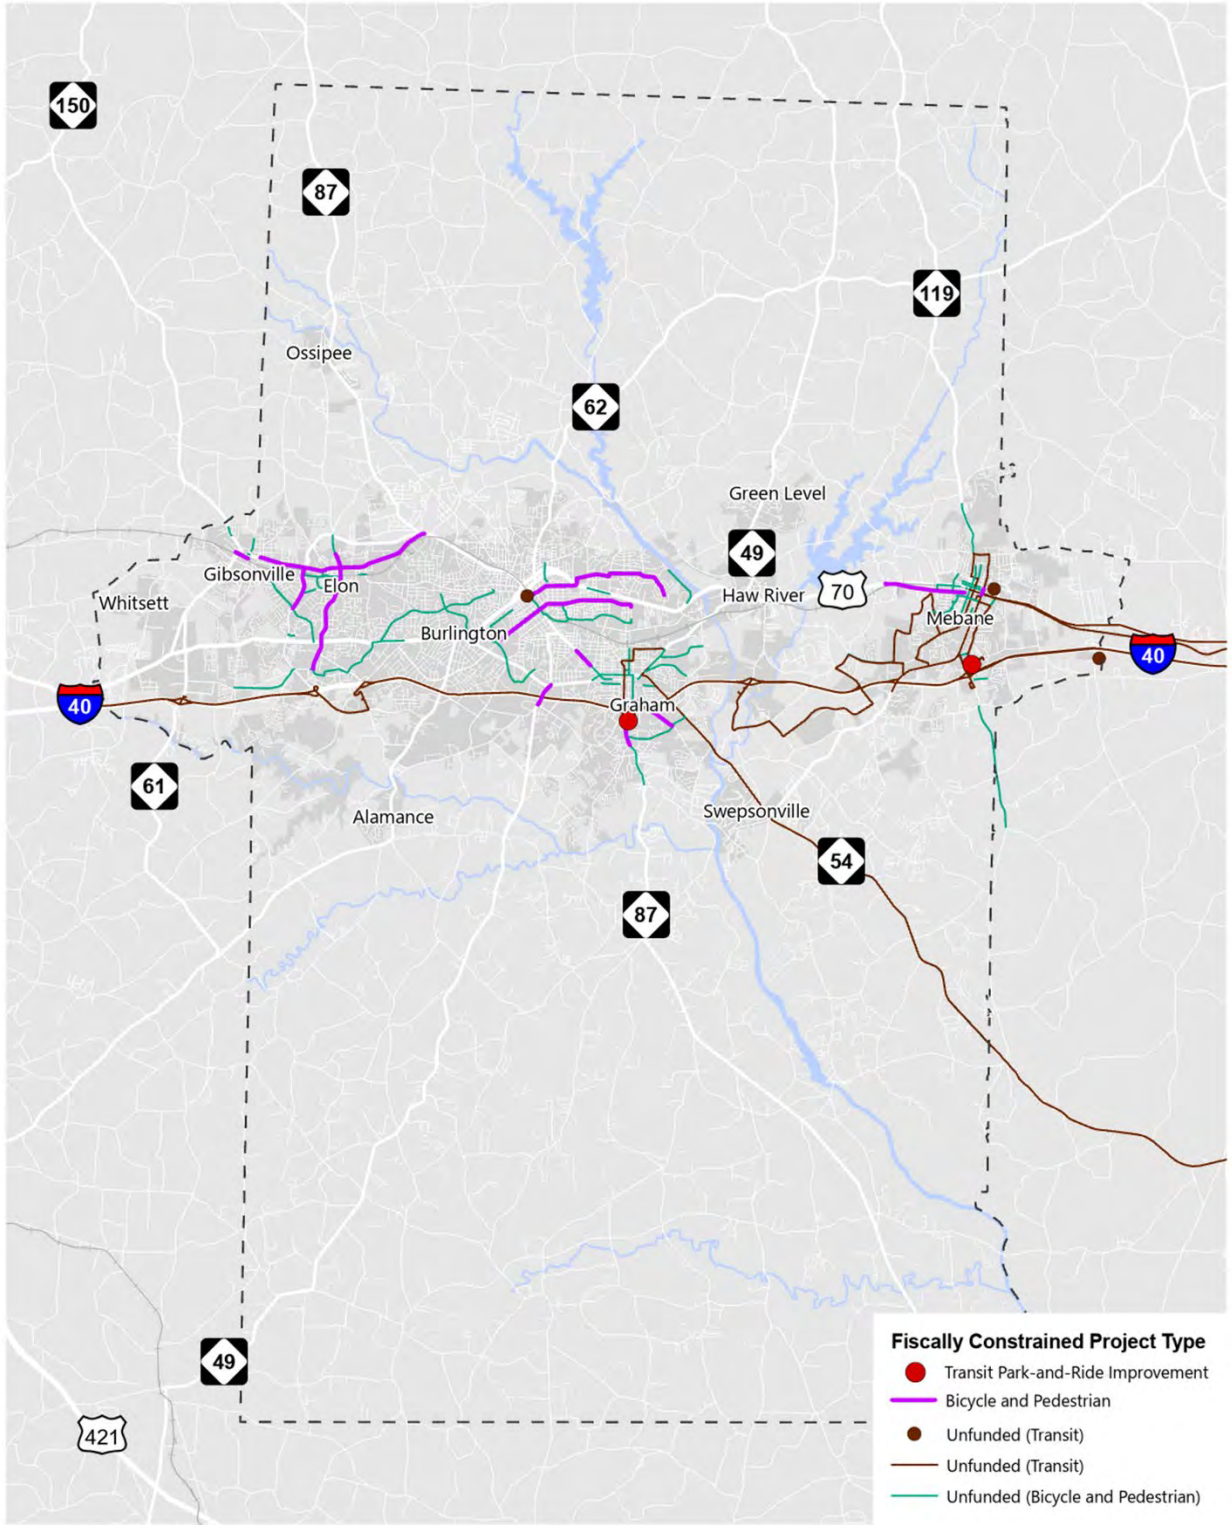 150
87
119
Ossipee
62
Green Level
49
Gibsonville
Elon
Whitsett
Haw River
70
Mebane
Burlington
40
40
Graham
61
Alamance
Swepsonville
54
87
49
421
Fiscally Constrained Project Type
Transit Park-and-Ride Improvement
Bicycle and Pedestrian
Unfunded (Transit)
Unfunded (Transit)
Unfunded (Bicycle and Pedestrian)